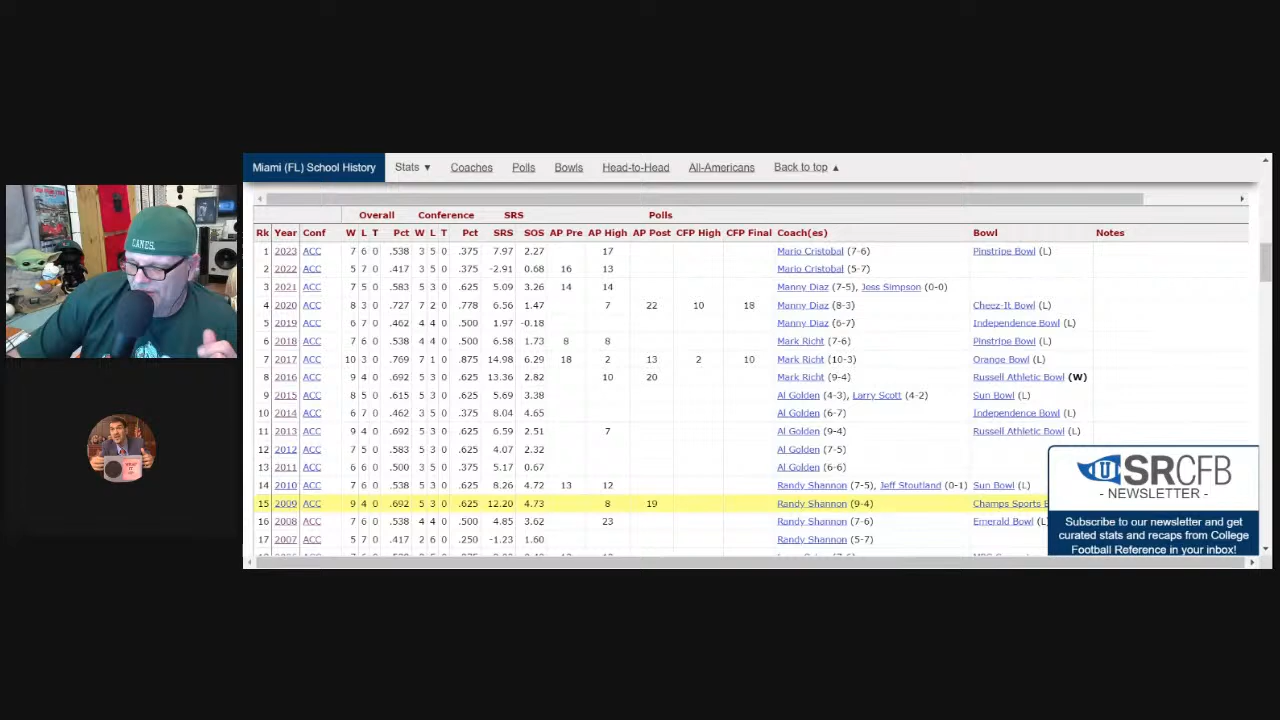 Miami (FL) School History Stats ▼ Coaches Polls Bowls Head-to-Head All-Americans Back to top ▲
Overall Conference SRS Polls
Rk Year Conf W L T Pct W L T Pct SRS SOS AP Pre AP High AP Post CFP High CFP Final Coach(es) Bowl Notes
1 2023 ACC 7 6 0 .538 3 5 0 .375 7.97 2.27 17 Mario Cristobal (7-6) Pinstripe Bowl (L)
2 2022 ACC 5 7 0 .417 3 5 0 .375 -2.91 0.68 16 13 Mario Cristobal (5-7)
3 2021 ACC 7 5 0 .583 5 3 0 .625 5.09 3.26 14 14 Manny Diaz (7-5), Jess Simpson (0-0)
4 2020 ACC 8 3 0 .727 7 2 0 .778 6.56 1.47 7 22 10 18 Manny Diaz (8-3) Cheez-It Bowl (L)
5 2019 ACC 6 7 0 .462 4 4 0 .500 1.97 -0.18 Manny Diaz (6-7) Independence Bowl (L)
6 2018 ACC 7 6 0 .538 4 4 0 .500 6.58 1.73 8 8 Mark Richt (7-6) Pinstripe Bowl (L)
7 2017 ACC 10 3 0 .769 7 1 0 .875 14.98 6.29 18 2 13 2 10 Mark Richt (10-3) Orange Bowl (L)
8 2016 ACC 9 4 0 .692 5 3 0 .625 13.36 2.82 10 20 Mark Richt (9-4) Russell Athletic Bowl (W)
9 2015 ACC 8 5 0 .615 5 3 0 .625 5.69 3.38 Al Golden (4-3), Larry Scott (4-2) Sun Bowl (L)
10 2014 ACC 6 7 0 .462 3 5 0 .375 8.04 4.65 Al Golden (6-7) Independence Bowl (L)
11 2013 ACC 9 4 0 .692 5 3 0 .625 6.59 2.51 7 Al Golden (9-4) Russell Athletic Bowl (L)
12 2012 ACC 7 5 0 .583 5 3 0 .625 4.07 2.32 Al Golden (7-5)
13 2011 ACC 6 6 0 .500 3 5 0 .375 5.17 0.67 Al Golden (6-6)
14 2010 ACC 7 6 0 .538 5 3 0 .625 8.26 4.72 13 12 Randy Shannon (7-5), Jeff Stoutland (0-1) Sun Bowl (L)
15 2009 ACC 9 4 0 .692 5 3 0 .625 12.20 4.73 8 19 Randy Shannon (9-4) Champs Sports B
16 2008 ACC 7 6 0 .538 4 4 0 .500 4.85 3.62 23 Randy Shannon (7-6) Emerald Bowl (L
17 2007 ACC 5 7 0 .417 2 6 0 .250 -1.23 1.60 Randy Shannon (5-7)
U SRCFB
- NEWSLETTER -
Subscribe to our newsletter and get
curated stats and recaps from College
Football Reference in your inbox!
CANES